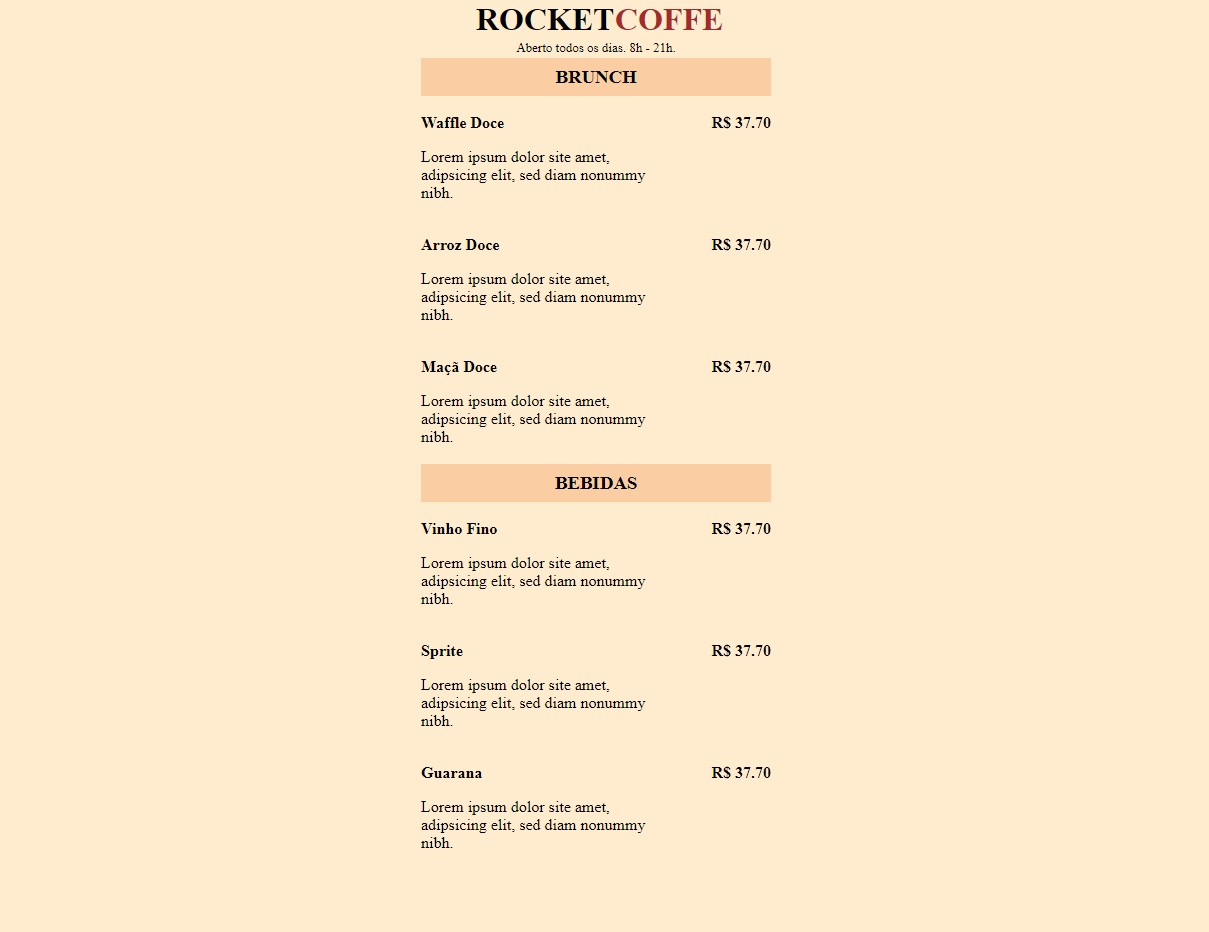 ROCKETCOFFE
Aberto todos os dias. 8h - 21h.
BRUNCH
Waffle Doce R$ 37.70
Lorem ipsum dolor site amet,
adipsicing elit, sed diam nonummy
nibh.
Arroz Doce R$ 37.70
Lorem ipsum dolor site amet,
adipsicing elit, sed diam nonummy
nibh.
Maçã Doce R$ 37.70
Lorem ipsum dolor site amet,
adipsicing elit, sed diam nonummy
nibh.
BEBIDAS
Vinho Fino R$ 37.70
Lorem ipsum dolor site amet,
adipsicing elit, sed diam nonummy
nibh.
Sprite R$ 37.70
Lorem ipsum dolor site amet,
adipsicing elit, sed diam nonummy
nibh.
Guarana R$ 37.70
Lorem ipsum dolor site amet,
adipsicing elit, sed diam nonummy
nibh.